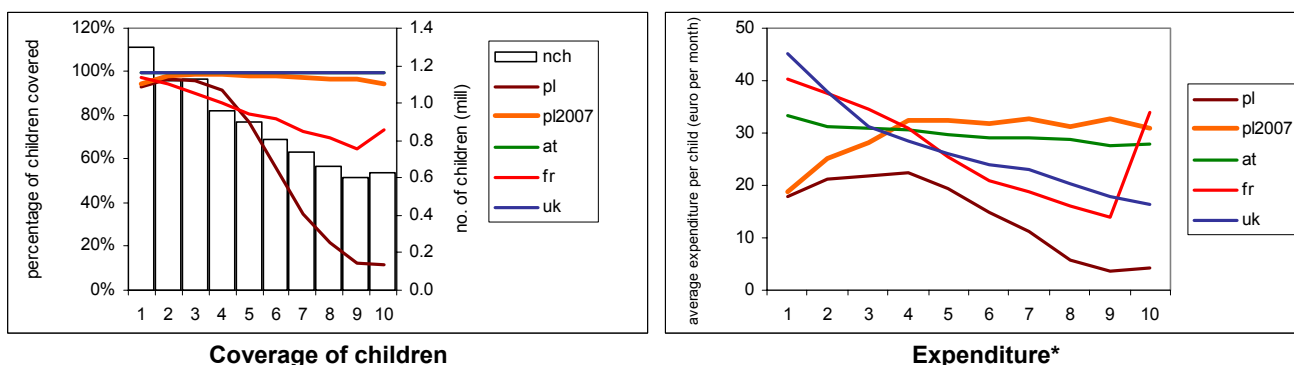 120%
100%
80%
60%
40%
20%
0%
percentage of children covered
1 2 3 4 5 6 7 8 9 10
1.4
1.2
1.0
0.8
0.6
0.4
0.2
0.0
no. of children (mill)
nch
pl
pl2007
at
fr
uk
Coverage of children
50
40
30
20
10
0
average expenditure per child (euro per month)
1 2 3 4 5 6 7 8 9 10
pl
pl2007
at
fr
uk
Expenditure*